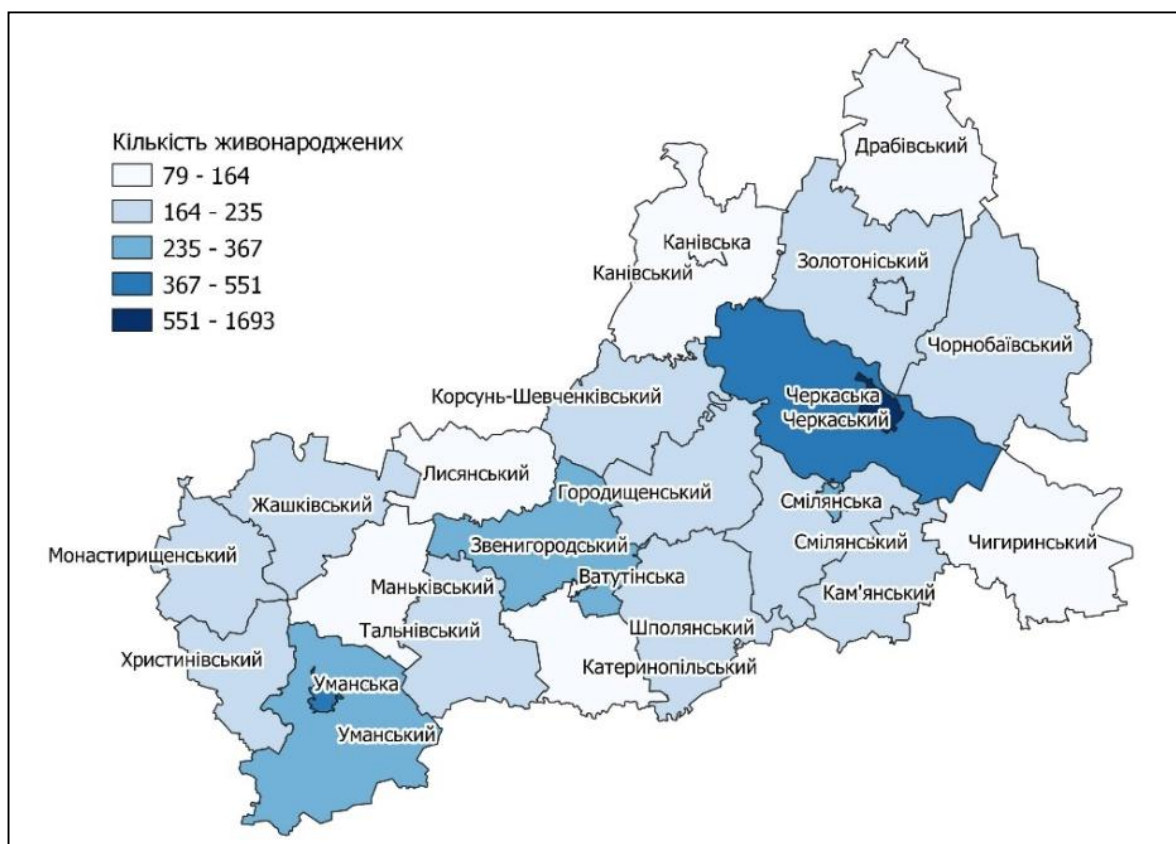 Кількість живонароджених
79 - 164
164 - 235
235 - 367
367 - 551
551 - 1693
Драбівський
Канівська
Канівський
Золотоніський
Чорнобаївський
Корсунь-Шевченківський
Черкаська
Черкаський
Лисянський
Городищенський
Смілянська
Жашківський
Звенигородський
Смілянський
Чигиринський
Монастирищенський
Маньківський
Ватутінська
Кам'янський
Тальнівський
Шполянський
Христинівський
Катеринопільський
Уманська
Уманський